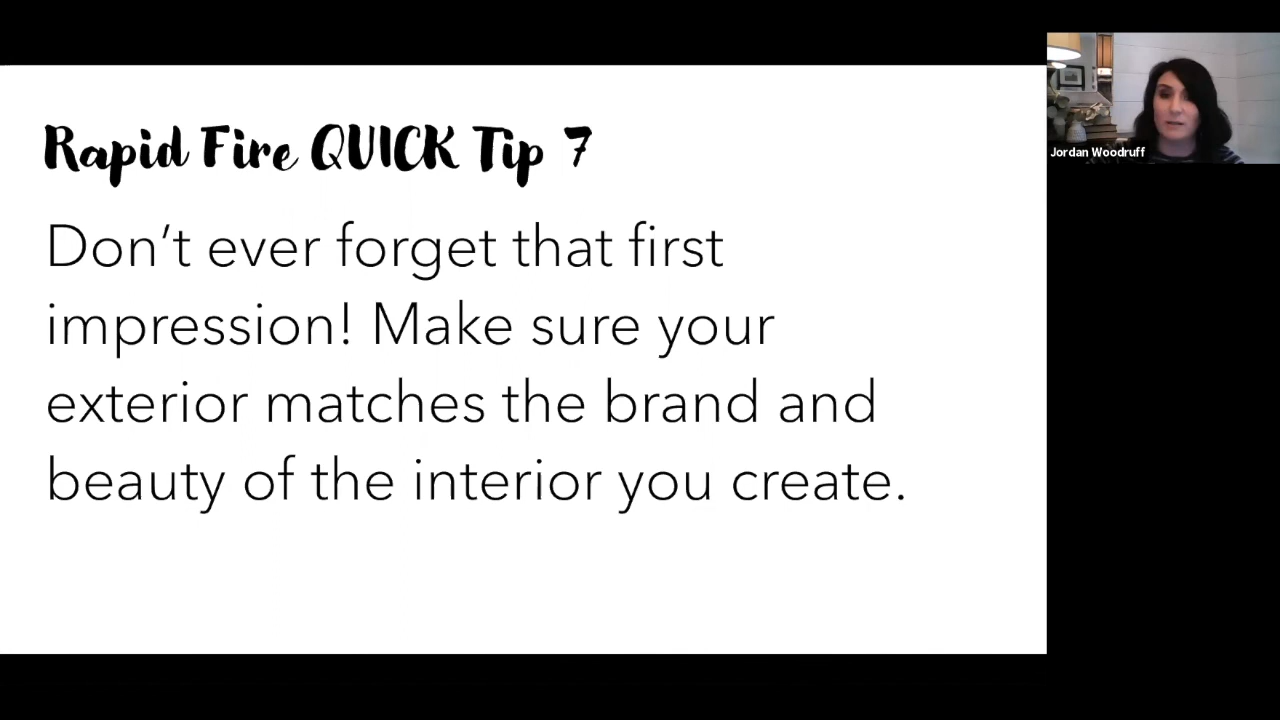 Rapid Fire QUICK Tip 7
Don’t ever forget that first
impression! Make sure your
exterior matches the brand and
beauty of the interior you create.
Jordan Woodruff